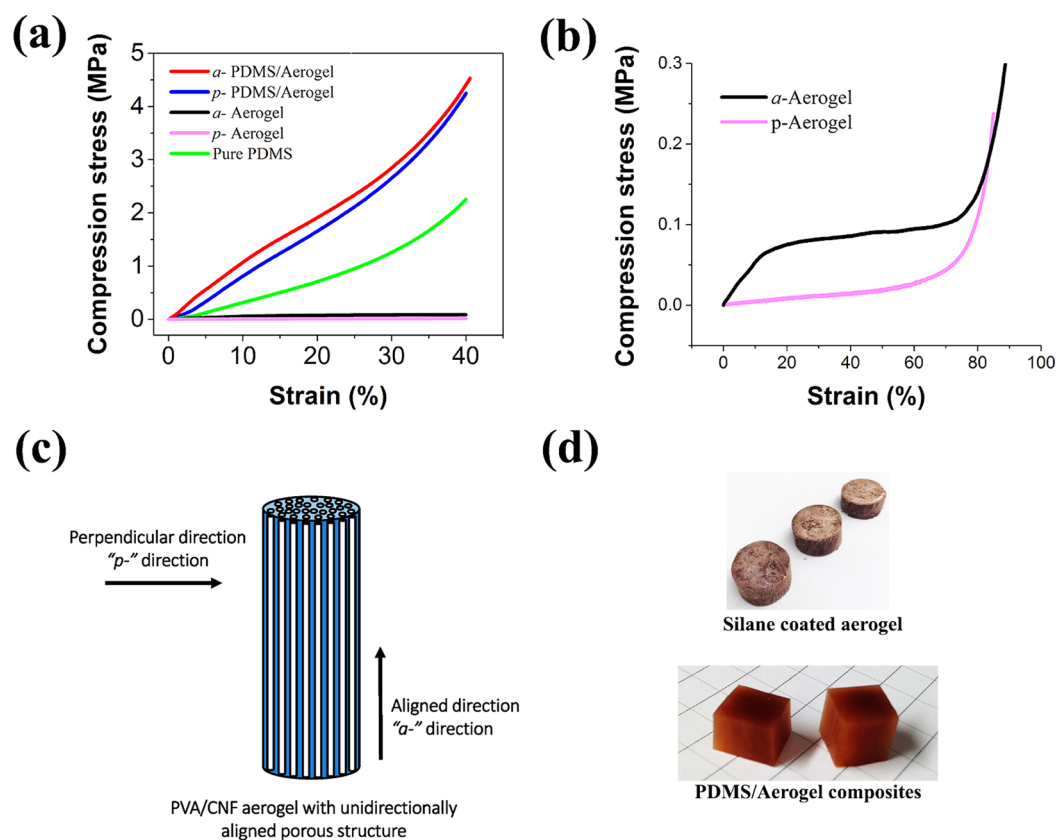 (a)
Compression stress (MPa)
5
4
3
2
1
0
a- PDMS/Aerogel
p- PDMS/Aerogel
a- Aerogel
p- Aerogel
Pure PDMS
0 10 20 30 40
Strain (%)
(b)
Compression stress (MPa)
0.3
0.2
0.1
0.0
a-Aerogel
p-Aerogel
0 20 40 60 80 100
Strain (%)
(c)
Perpendicular direction
“p-” direction
Aligned direction
“a-” direction
PVA/CNF aerogel with unidirectionally
aligned porous structure
(d)
Silane coated aerogel
PDMS/Aerogel composites